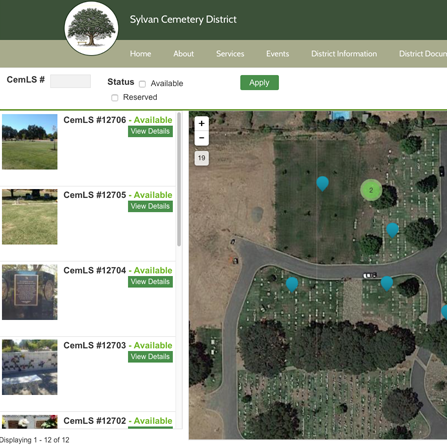 Sylvan Cemetery District
Home About Services Events District Information District Docum
CemLS # Status Available Apply
Reserved
CemLS #12706 - Available
View Details
CemLS #12705 - Available
View Details
CemLS #12704 - Available
View Details
CemLS #12703 - Available
View Details
CemLS #12702 - Available
Displaying 1 - 12 of 12
+
−
19
2